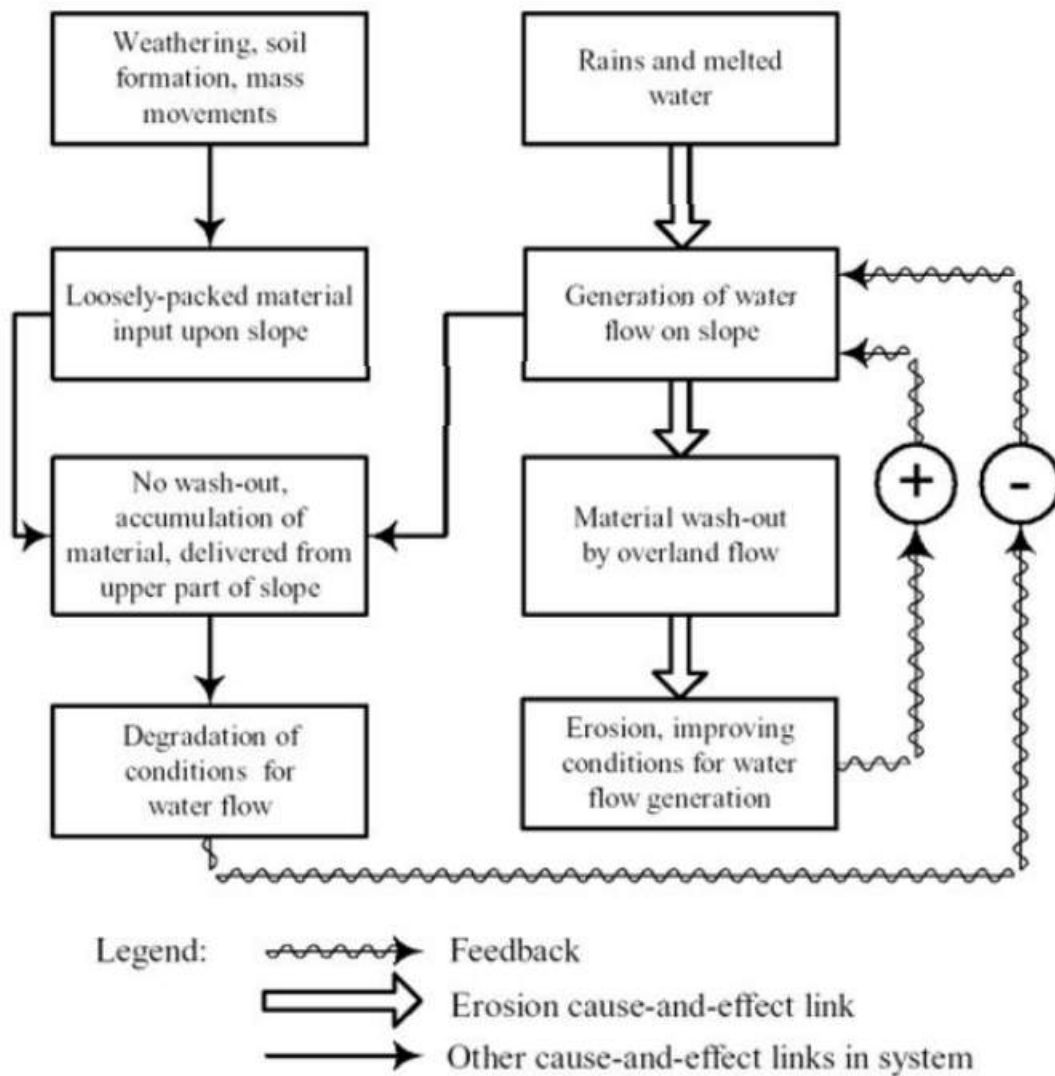 Weathering, soil
formation, mass
movements
Rains and melted
water
Loosely-packed material
input upon slope
Generation of water
flow on slope
No wash-out,
accumulation of
material, delivered from
upper part of slope
Material wash-out
by overland flow
+
-
Degradation of
conditions for
water flow
Erosion, improving
conditions for water
flow generation
Legend:
Feedback
Erosion cause-and-effect link
Other cause-and-effect links in system